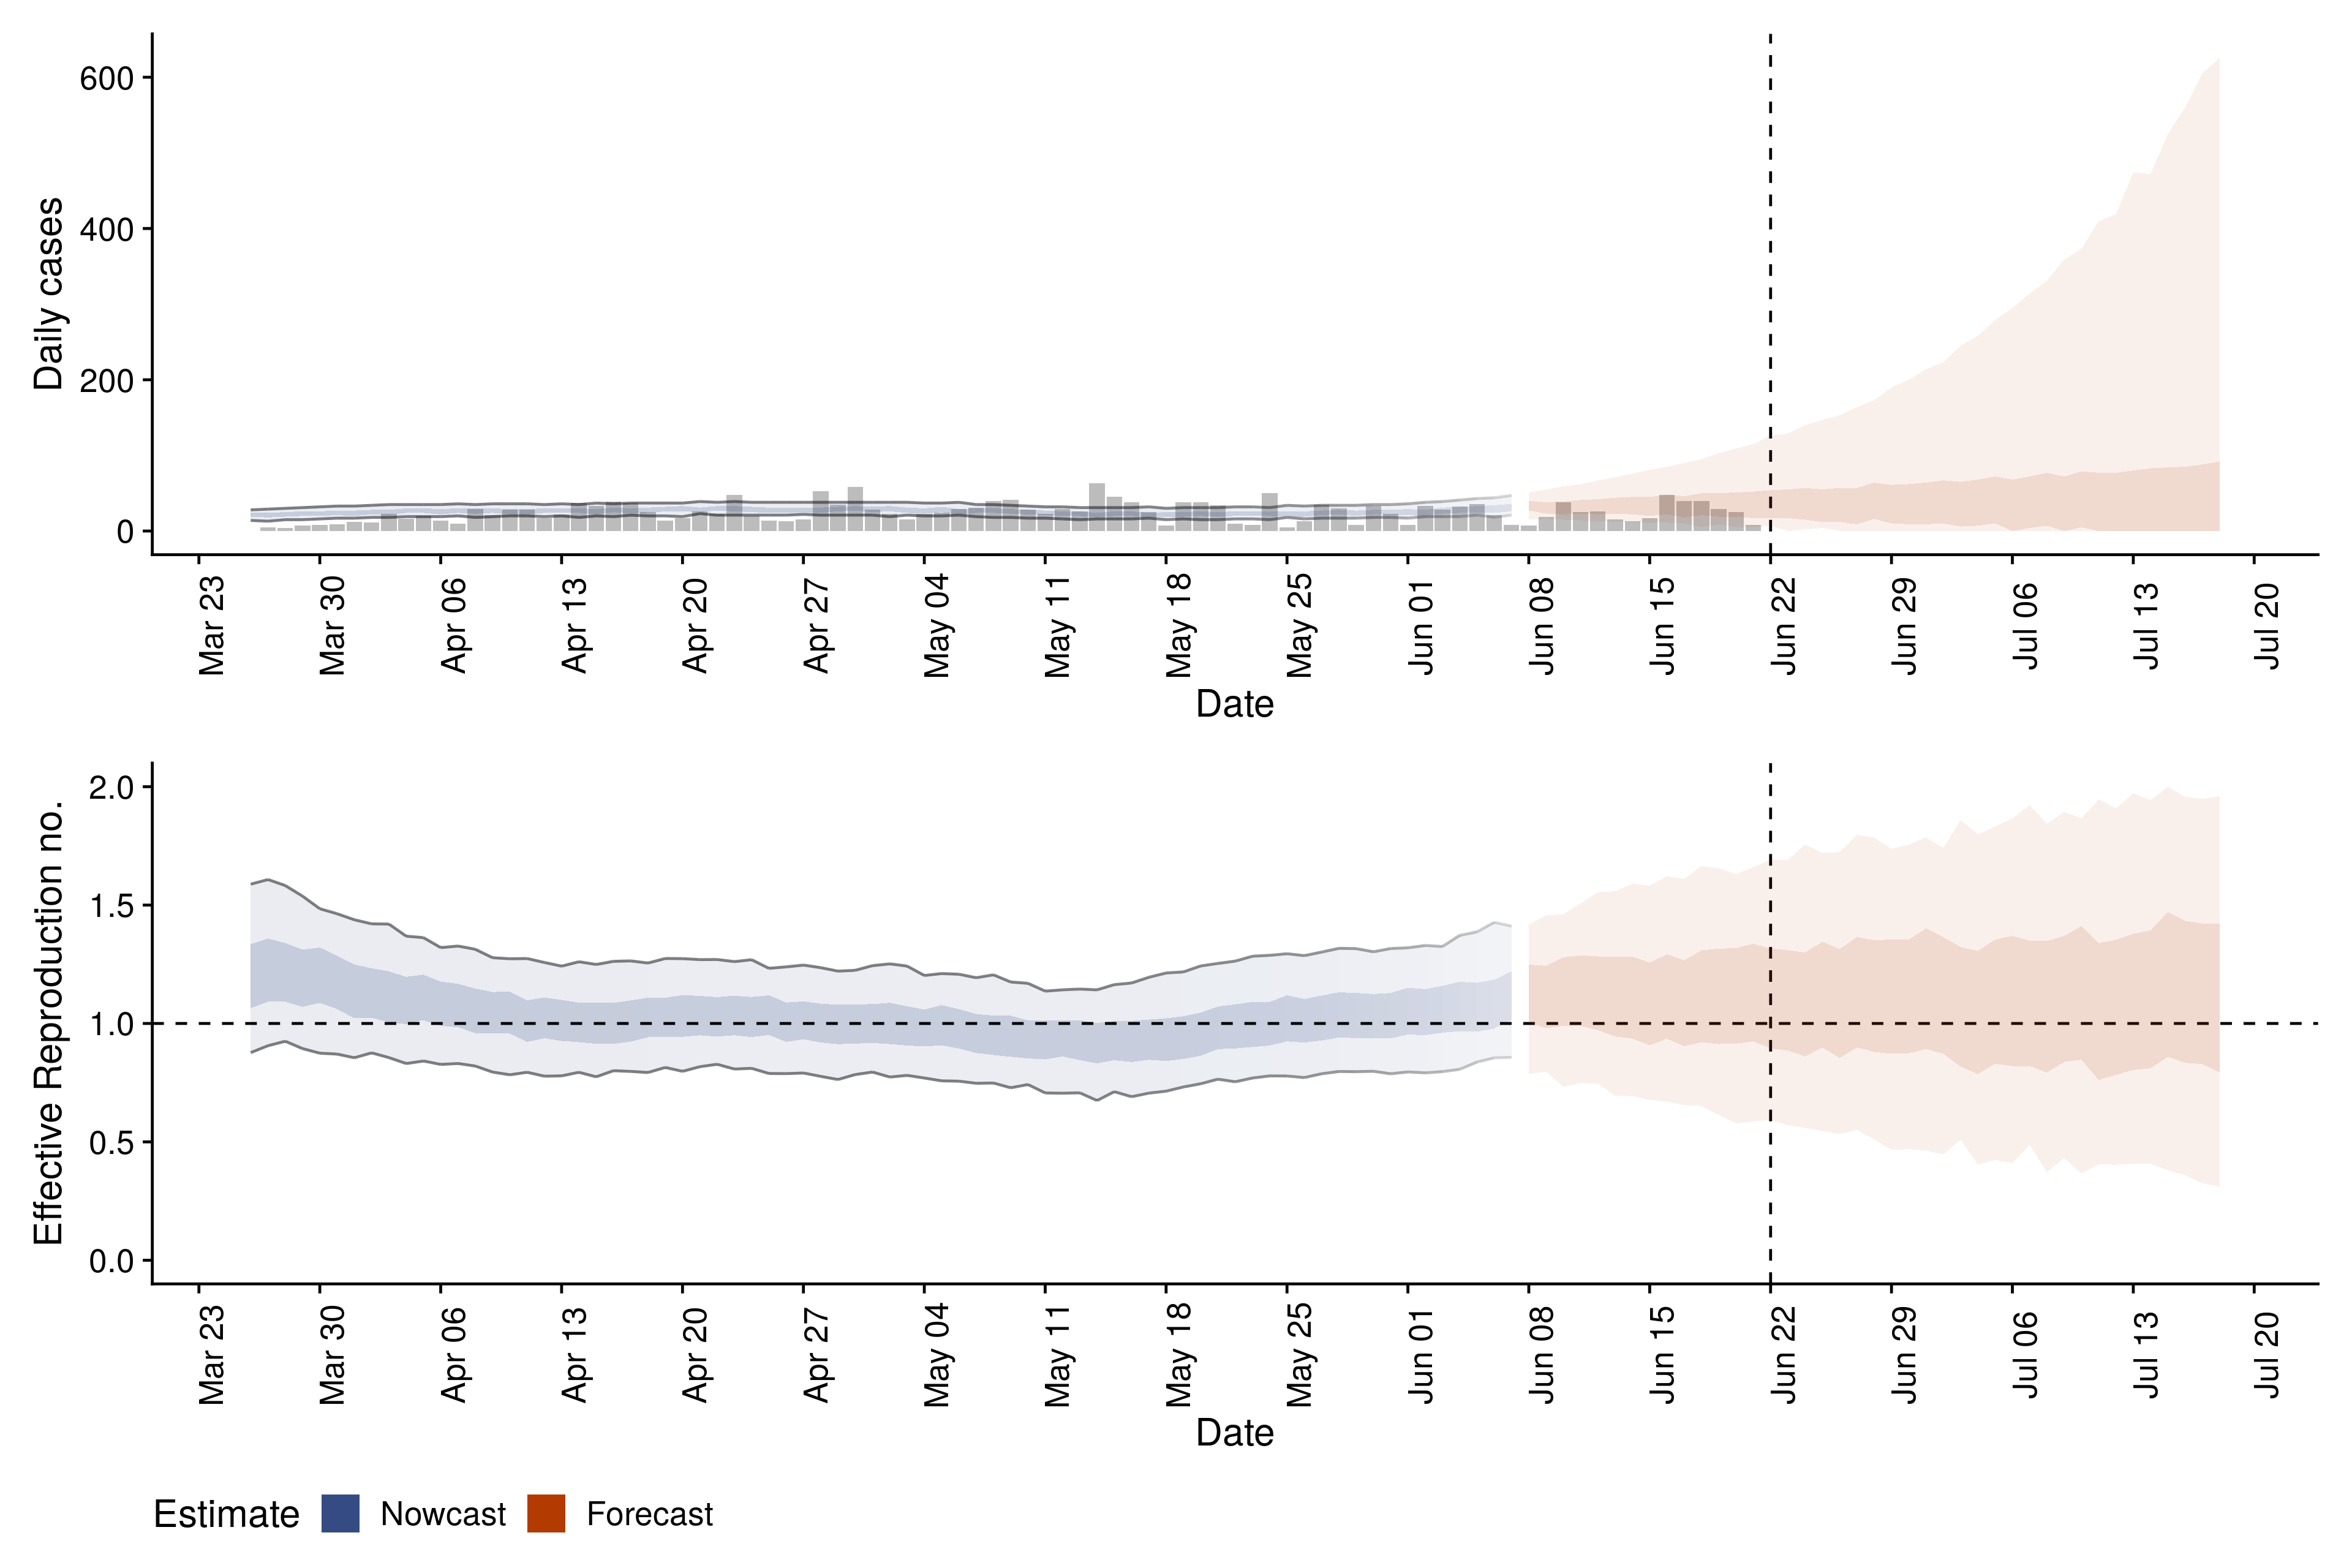 Daily cases
600
400
200
0
Mar 23
Mar 30
Apr 06
Apr 13
Apr 20
Apr 27
May 04
May 11
May 18
May 25
Jun 01
Jun 08
Jun 15
Jun 22
Jun 29
Jul 06
Jul 13
Jul 20
Date
Effective Reproduction no.
2.0
1.5
1.0
0.5
0.0
Mar 23
Mar 30
Apr 06
Apr 13
Apr 20
Apr 27
May 04
May 11
May 18
May 25
Jun 01
Jun 08
Jun 15
Jun 22
Jun 29
Jul 06
Jul 13
Jul 20
Date
Estimate Nowcast Forecast